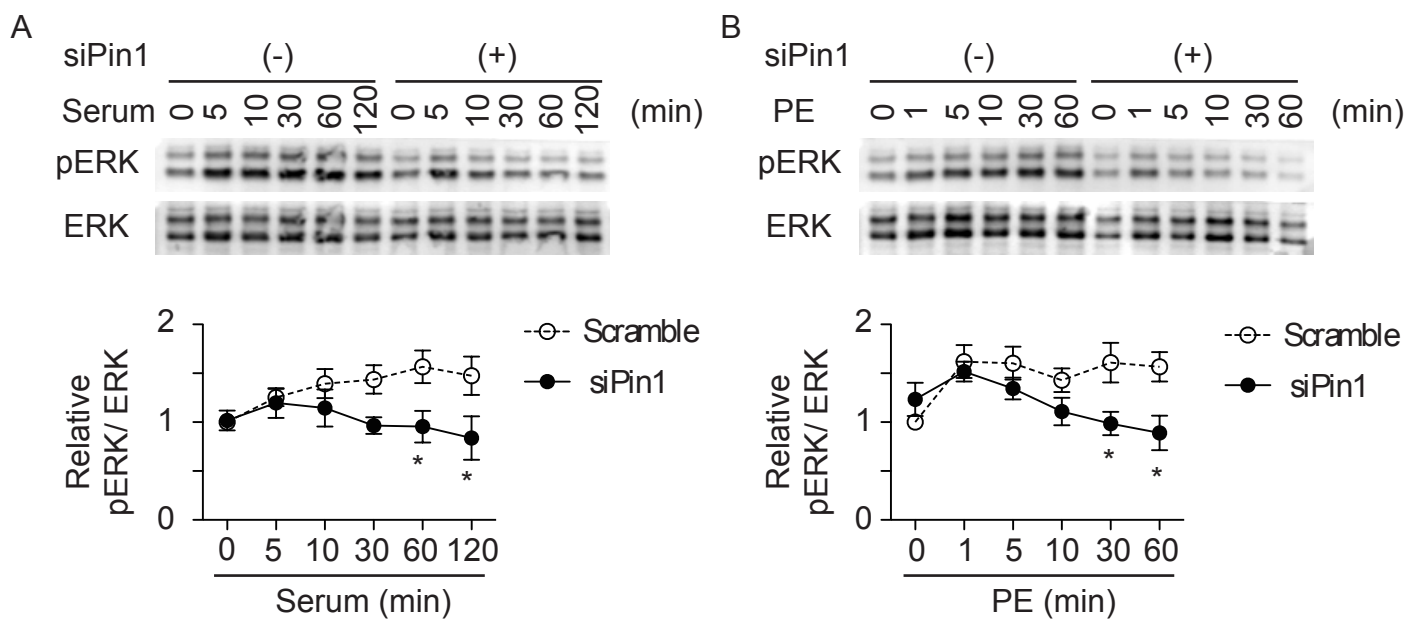 A
siPin1 (-) (+)
Serum 0 5 10 30 60 120 0 5 10 30 60 120 (min)
pERK
ERK
2
1
0
Relative
pERK/ ERK
Scramble
siPin1
*
*
0 5 10 30 60 120
Serum (min)
B
siPin1 (-) (+)
PE 0 1 5 10 30 60 0 1 5 10 30 60 (min)
pERK
ERK
2
1
0
Relative
pERK/ ERK
Scramble
siPin1
*
*
0 1 5 10 30 60
PE (min)